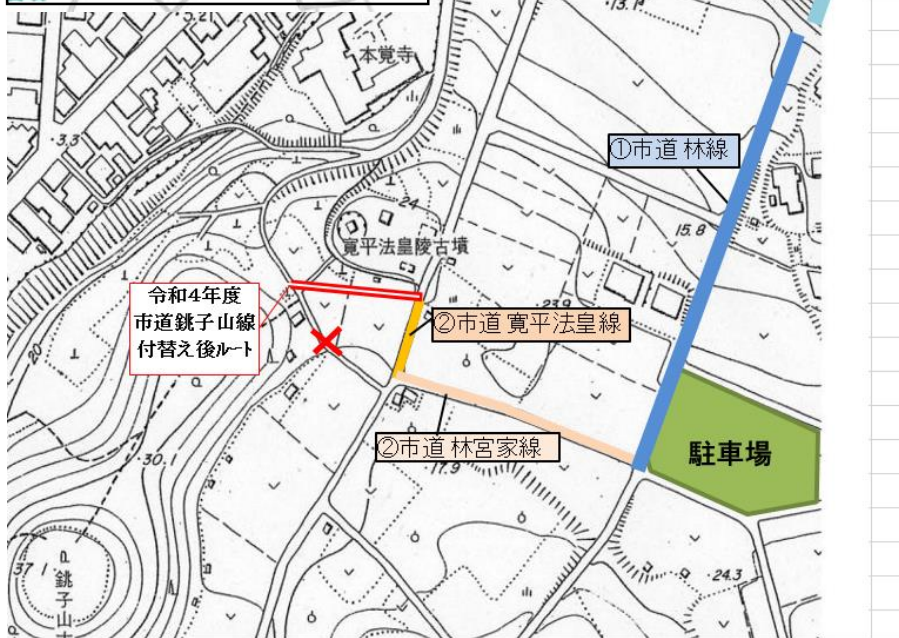 ・5.21
13.1
本覚寺
・3.3
①市道 林線
24
15.8
寛平法皇陵古墳
令和4年度
市道銚子山線
付替え後ルート
23.9
②市道 寛平法皇線
20
②市道 林宮家線
駐車場
・30.1
17.9
37.1
・24.3
銚子山